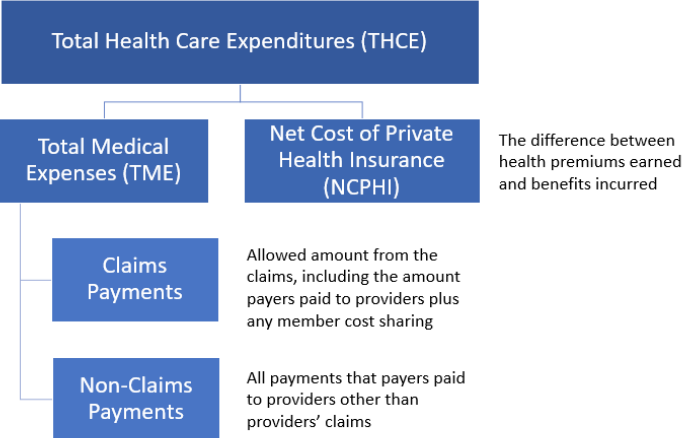 Total Health Care Expenditures (THCE)
Total Medical
Expenses (TME)
Net Cost of Private
Health Insurance
(NCPHI)
The difference between
health premiums earned
and benefits incurred
Claims
Payments
Allowed amount from the
claims, including the amount
payers paid to providers plus
any member cost sharing
Non-Claims
Payments
All payments that payers paid
to providers other than
providers’ claims